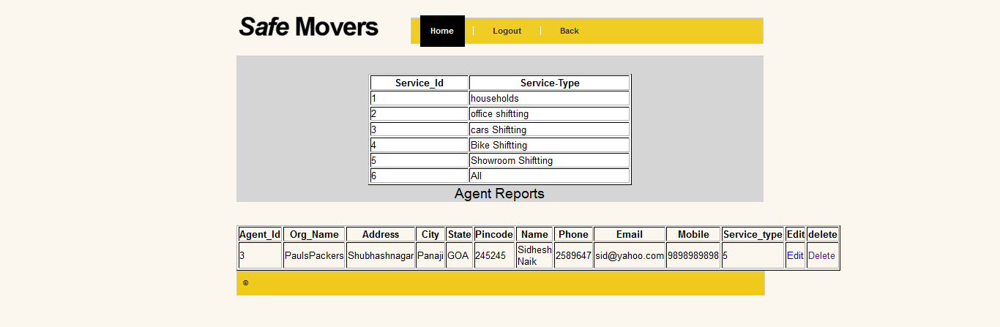 Safe Movers
Home Logout Back
Service_Id Service-Type
1 households
2 office shiftting
3 cars Shiftting
4 Bike Shiftting
5 Showroom Shiftting
6 All
Agent Reports
Agent_Id Org_Name Address City State Pincode Name Phone Email Mobile Service_type Edit delete
3 PaulsPackers Shubhashnagar Panaji GOA 245245 Sidhesh Naik 2589647 sid@yahoo.com 9898989898 5 Edit Delete
©